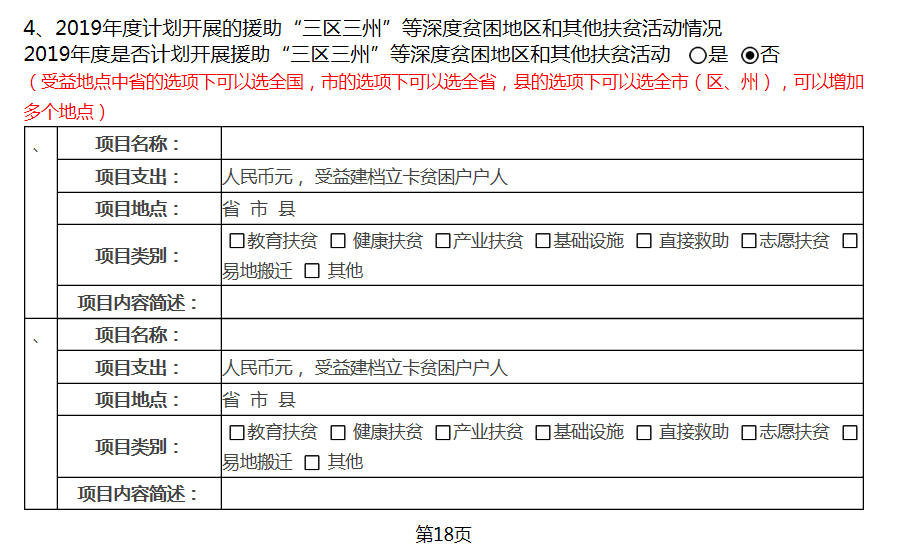 4、2019年度计划开展的援助“三区三州”等深度贫困地区和其他扶贫活动情况
2019年度是否计划开展援助“三区三州”等深度贫困地区和其他扶贫活动 ○是 ◉否
（受益地点中省的选项下可以选全国，市的选项下可以选全省，县的选项下可以选全市（区、州），可以增加
多个地点）
、
项目名称：
项目支出： 人民币元，受益建档立卡贫困户户人
项目地点： 省 市 县
项目类别： □教育扶贫 □ 健康扶贫 □产业扶贫 □基础设施 □ 直接救助 □志愿扶贫 □
易地搬迁 □ 其他
项目内容简述：
、
项目名称：
项目支出： 人民币元，受益建档立卡贫困户户人
项目地点： 省 市 县
项目类别： □教育扶贫 □ 健康扶贫 □产业扶贫 □基础设施 □ 直接救助 □志愿扶贫 □
易地搬迁 □ 其他
项目内容简述：
第18页